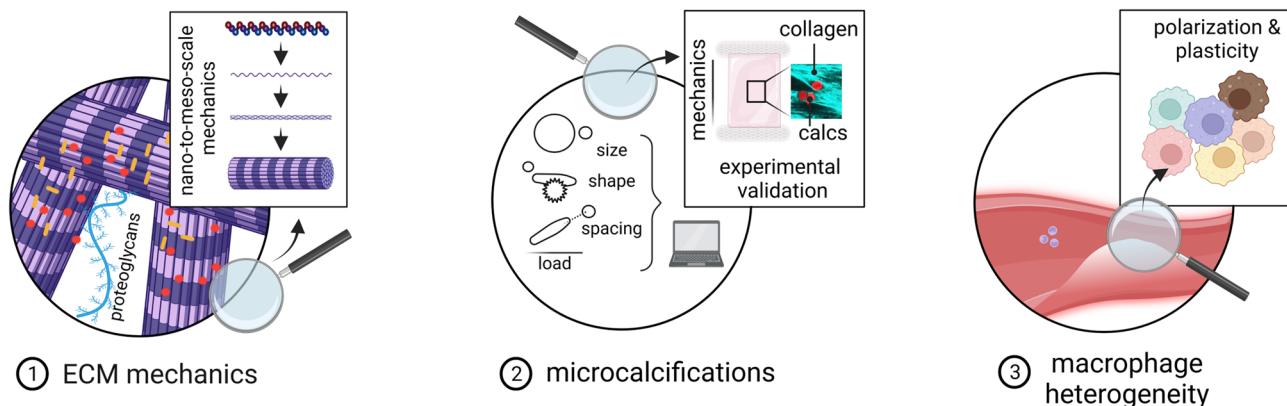 nano-to-meso-scale
mechanics
proteoglycans
1 ECM mechanics
mechanics
collagen
calcs
experimental
validation
size
shape
spacing
load
2 microcalcifications
polarization &
plasticity
3 macrophage
heterogeneity